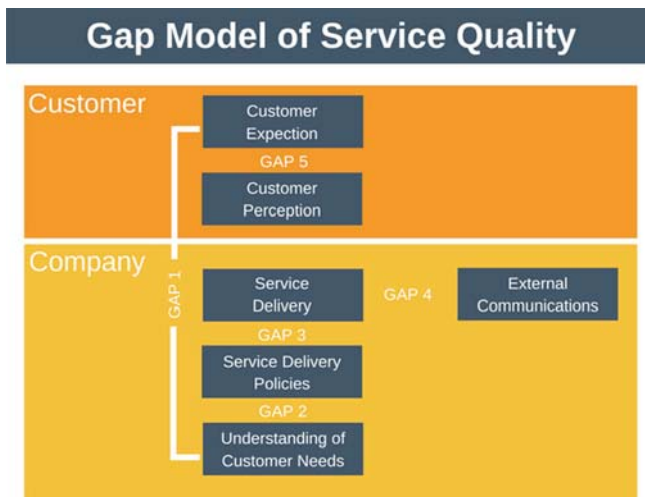 Gap Model of Service Quality
Customer
Customer
Expection
GAP 5
Customer
Perception
Company
GAP 1
Service
Delivery
GAP 4
External
Communications
GAP 3
Service Delivery
Policies
GAP 2
Understanding of
Customer Needs